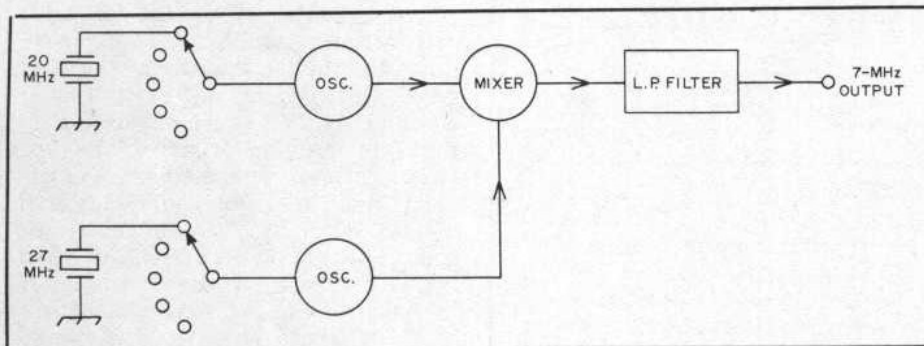 20
MHz
OSC.
MIXER
L.P. FILTER
7-MHz
OUTPUT
27
MHz
OSC.